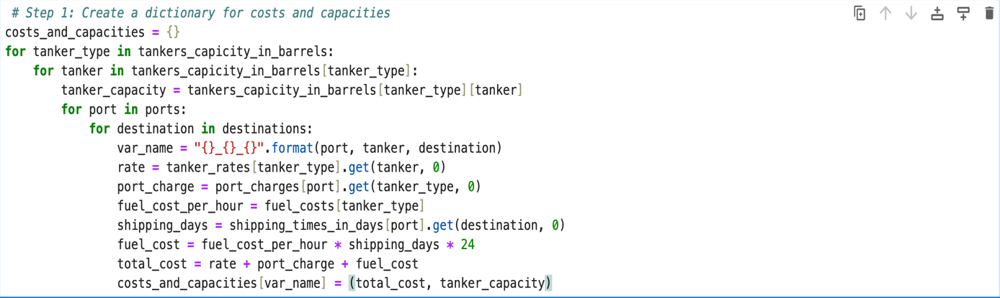 # Step 1: Create a dictionary for costs and capacities
costs_and_capacities = {}
for tanker_type in tankers_capicity_in_barrels:
    for tanker in tankers_capicity_in_barrels[tanker_type]:
        tanker_capacity = tankers_capicity_in_barrels[tanker_type][tanker]
        for port in ports:
            for destination in destinations:
                var_name = "{}_{}_{}".format(port, tanker, destination)
                rate = tanker_rates[tanker_type].get(tanker, 0)
                port_charge = port_charges[port].get(tanker_type, 0)
                fuel_cost_per_hour = fuel_costs[tanker_type]
                shipping_days = shipping_times_in_days[port].get(destination, 0)
                fuel_cost = fuel_cost_per_hour * shipping_days * 24
                total_cost = rate + port_charge + fuel_cost
                costs_and_capacities[var_name] = (total_cost, tanker_capacity)